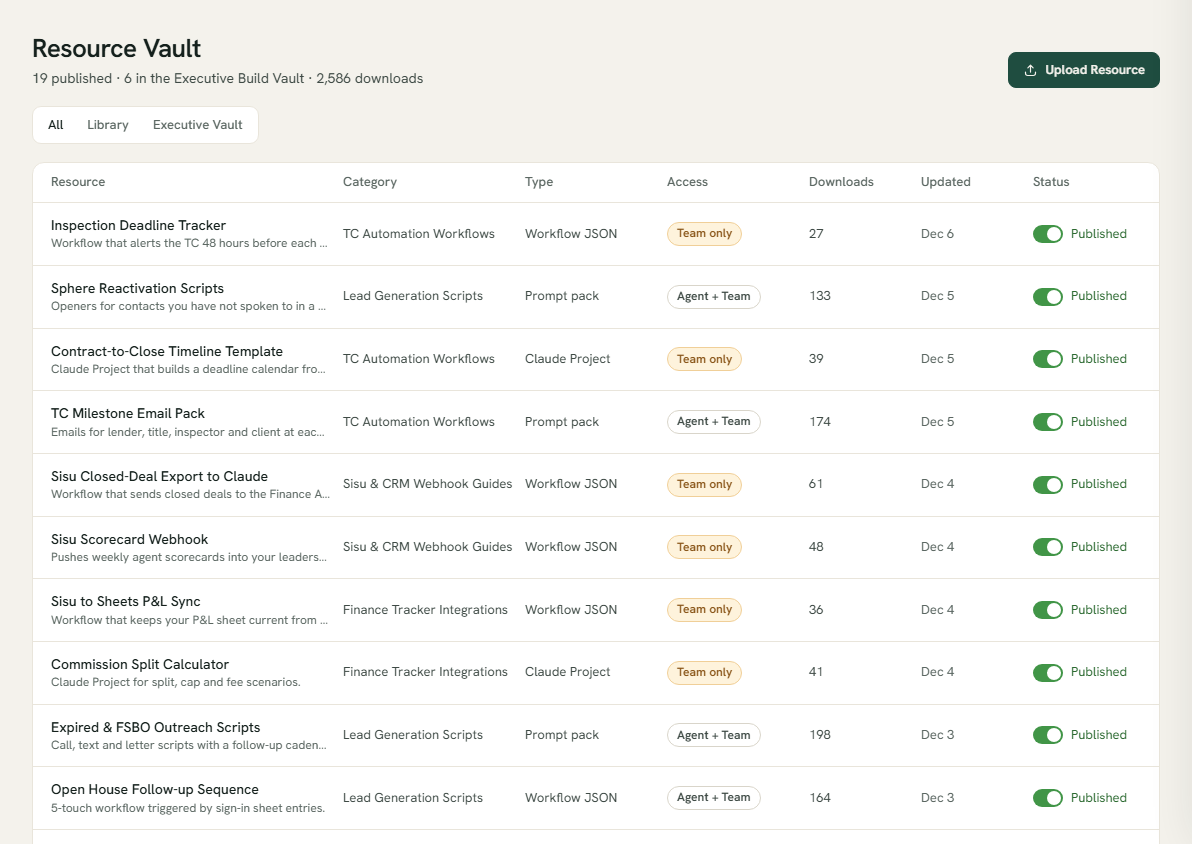 Resource Vault
19 published · 6 in the Executive Build Vault · 2,586 downloads
Upload Resource
All Library Executive Vault
Resource Category Type Access Downloads Updated Status
Inspection Deadline Tracker
Workflow that alerts the TC 48 hours before each ...
TC Automation Workflows Workflow JSON Team only 27 Dec 6 Published
Sphere Reactivation Scripts
Openers for contacts you have not spoken to in a ...
Lead Generation Scripts Prompt pack Agent + Team 133 Dec 5 Published
Contract-to-Close Timeline Template
Claude Project that builds a deadline calendar fro...
TC Automation Workflows Claude Project Team only 39 Dec 5 Published
TC Milestone Email Pack
Emails for lender, title, inspector and client at eac...
TC Automation Workflows Prompt pack Agent + Team 174 Dec 5 Published
Sisu Closed-Deal Export to Claude
Workflow that sends closed deals to the Finance A...
Sisu & CRM Webhook Guides Workflow JSON Team only 61 Dec 4 Published
Sisu Scorecard Webhook
Pushes weekly agent scorecards into your leaders...
Sisu & CRM Webhook Guides Workflow JSON Team only 48 Dec 4 Published
Sisu to Sheets P&L Sync
Workflow that keeps your P&L sheet current from ...
Finance Tracker Integrations Workflow JSON Team only 36 Dec 4 Published
Commission Split Calculator
Claude Project for split, cap and fee scenarios.
Finance Tracker Integrations Claude Project Team only 41 Dec 4 Published
Expired & FSBO Outreach Scripts
Call, text and letter scripts with a follow-up caden...
Lead Generation Scripts Prompt pack Agent + Team 198 Dec 3 Published
Open House Follow-up Sequence
5-touch workflow triggered by sign-in sheet entries.
Lead Generation Scripts Workflow JSON Agent + Team 164 Dec 3 Published